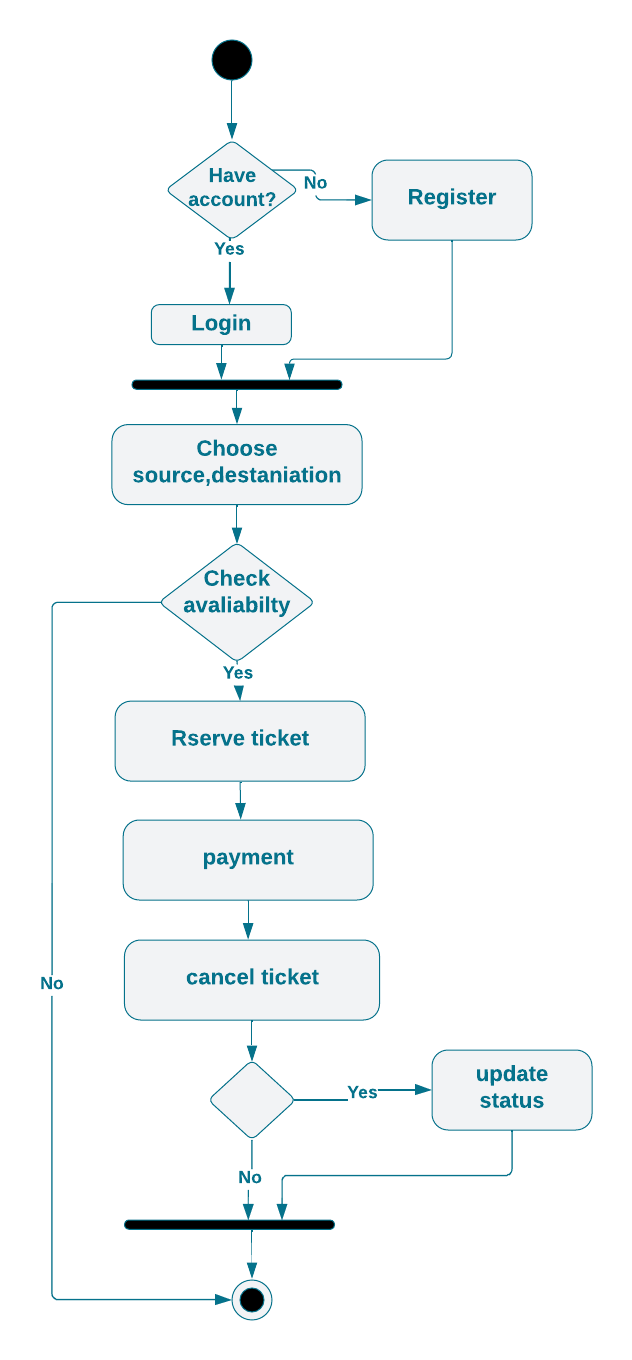 Have
account?
No
Register
Yes
Login
Choose
source,destaniation
Check
avaliabilty
Yes
Rserve ticket
payment
cancel ticket
No
update
status
Yes
No